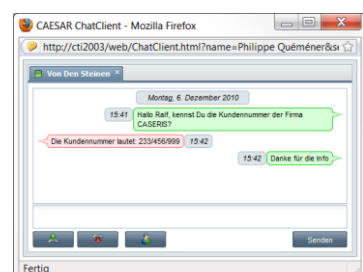 CAESAR ChatClient - Mozilla Firefox
http://cti2003/web/ChatClient.html?name=Philippe Quéméner&se
Von Den Steinen
Montag, 6. Dezember 2010
15:41 Hallo Ralf, kennst Du die Kundennummer der Firma
CASERIS?
Die Kundennummer lautet: 233/456/999 15:42
15:42 Danke für die Info
Senden
Fertig